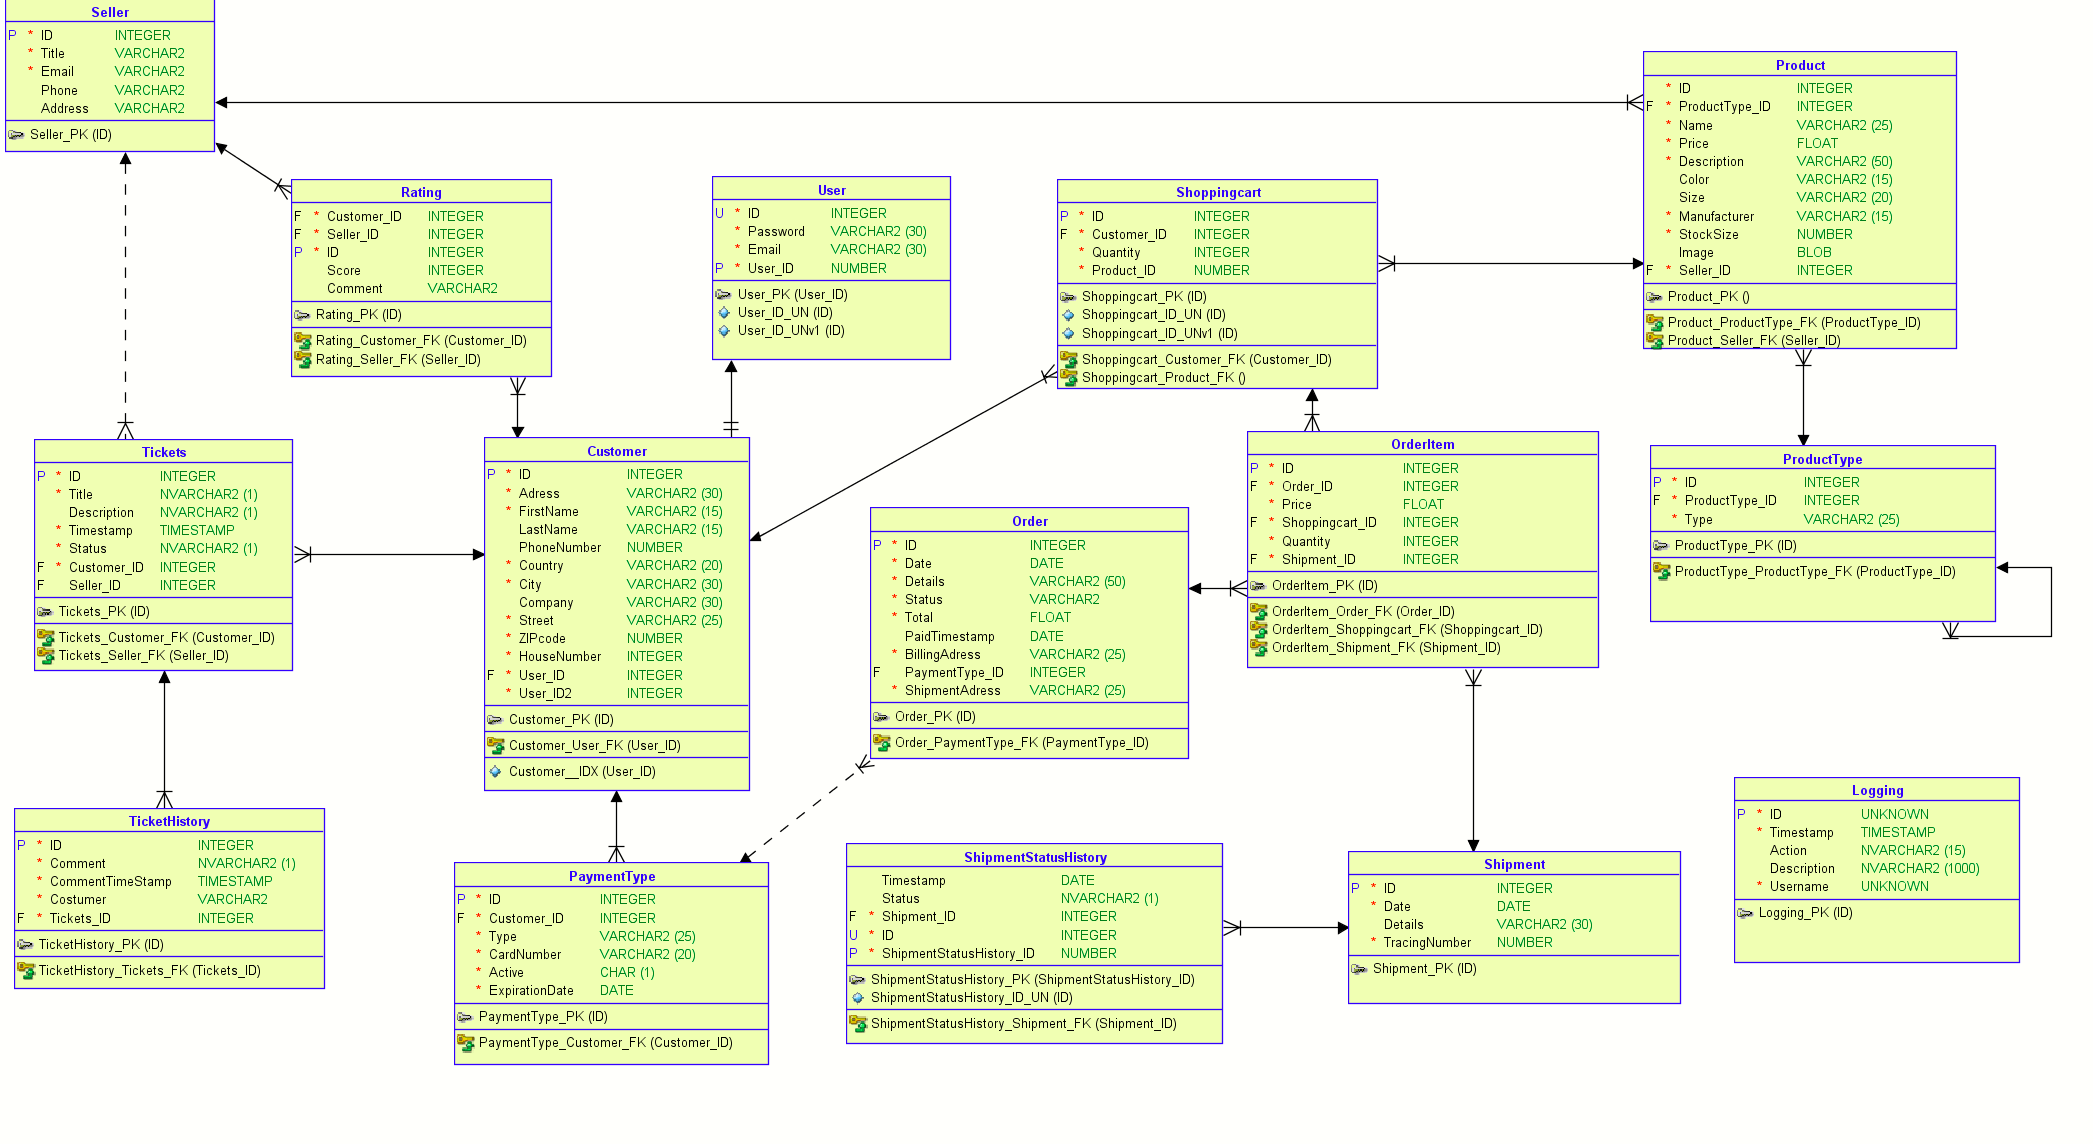 Seller
P * ID INTEGER
* Title VARCHAR2
* Email VARCHAR2
Phone VARCHAR2
Address VARCHAR2
Seller_PK (ID)
Rating
F * Customer_ID INTEGER
F * Seller_ID INTEGER
P * ID INTEGER
Score INTEGER
Comment VARCHAR2
Rating_PK (ID)
Rating_Customer_FK (Customer_ID)
Rating_Seller_FK (Seller_ID)
User
U * ID INTEGER
* Password VARCHAR2 (30)
* Email VARCHAR2 (30)
P * User_ID NUMBER
User_PK (User_ID)
User_ID_UN (ID)
User_ID_UNv1 (ID)
Shoppingcart
P * ID INTEGER
F * Customer_ID INTEGER
* Quantity INTEGER
* Product_ID NUMBER
Shoppingcart_PK (ID)
Shoppingcart_ID_UN (ID)
Shoppingcart_ID_UNv1 (ID)
Shoppingcart_Customer_FK (Customer_ID)
Shoppingcart_Product_FK ()
Product
* ID INTEGER
F * ProductType_ID INTEGER
* Name VARCHAR2 (25)
* Price FLOAT
* Description VARCHAR2 (50)
Color VARCHAR2 (15)
Size VARCHAR2 (20)
* Manufacturer VARCHAR2 (15)
* StockSize NUMBER
Image BLOB
F * Seller_ID INTEGER
Product_PK ()
Product_ProductType_FK (ProductType_ID)
Product_Seller_FK (Seller_ID)
Tickets
P * ID INTEGER
* Title NVARCHAR2 (1)
Description NVARCHAR2 (1)
* Timestamp TIMESTAMP
* Status NVARCHAR2 (1)
F * Customer_ID INTEGER
F Seller_ID INTEGER
Tickets_PK (ID)
Tickets_Customer_FK (Customer_ID)
Tickets_Seller_FK (Seller_ID)
Customer
P * ID INTEGER
* Adress VARCHAR2 (30)
* FirstName VARCHAR2 (15)
LastName VARCHAR2 (15)
PhoneNumber NUMBER
* Country VARCHAR2 (20)
* City VARCHAR2 (30)
Company VARCHAR2 (30)
* Street VARCHAR2 (25)
* ZIPcode NUMBER
* HouseNumber INTEGER
F * User_ID INTEGER
* User_ID2 INTEGER
Customer_PK (ID)
Customer_User_FK (User_ID)
Customer__IDX (User_ID)
Order
P * ID INTEGER
* Date DATE
* Details VARCHAR2 (50)
* Status VARCHAR2
* Total FLOAT
PaidTimestamp DATE
* BillingAdress VARCHAR2 (25)
F PaymentType_ID INTEGER
* ShipmentAdress VARCHAR2 (25)
Order_PK (ID)
Order_PaymentType_FK (PaymentType_ID)
OrderItem
P * ID INTEGER
F * Order_ID INTEGER
* Price FLOAT
F * Shoppingcart_ID INTEGER
* Quantity INTEGER
F * Shipment_ID INTEGER
OrderItem_PK (ID)
OrderItem_Order_FK (Order_ID)
OrderItem_Shoppingcart_FK (Shoppingcart_ID)
OrderItem_Shipment_FK (Shipment_ID)
ProductType
P * ID INTEGER
F * ProductType_ID INTEGER
* Type VARCHAR2 (25)
ProductType_PK (ID)
ProductType_ProductType_FK (ProductType_ID)
TicketHistory
P * ID INTEGER
* Comment NVARCHAR2 (1)
* CommentTimeStamp TIMESTAMP
* Costumer VARCHAR2
F * Tickets_ID INTEGER
TicketHistory_PK (ID)
TicketHistory_Tickets_FK (Tickets_ID)
PaymentType
P * ID INTEGER
F * Customer_ID INTEGER
* Type VARCHAR2 (25)
* CardNumber VARCHAR2 (20)
* Active CHAR (1)
* ExpirationDate DATE
PaymentType_PK (ID)
PaymentType_Customer_FK (Customer_ID)
ShipmentStatusHistory
Timestamp DATE
Status NVARCHAR2 (1)
F * Shipment_ID INTEGER
U * ID INTEGER
P * ShipmentStatusHistory_ID NUMBER
ShipmentStatusHistory_PK (ShipmentStatusHistory_ID)
ShipmentStatusHistory_ID_UN (ID)
ShipmentStatusHistory_Shipment_FK (Shipment_ID)
Shipment
P * ID INTEGER
* Date DATE
Details VARCHAR2 (30)
* TracingNumber NUMBER
Shipment_PK (ID)
Logging
P * ID UNKNOWN
* Timestamp TIMESTAMP
Action NVARCHAR2 (15)
Description NVARCHAR2 (1000)
* Username UNKNOWN
Logging_PK (ID)